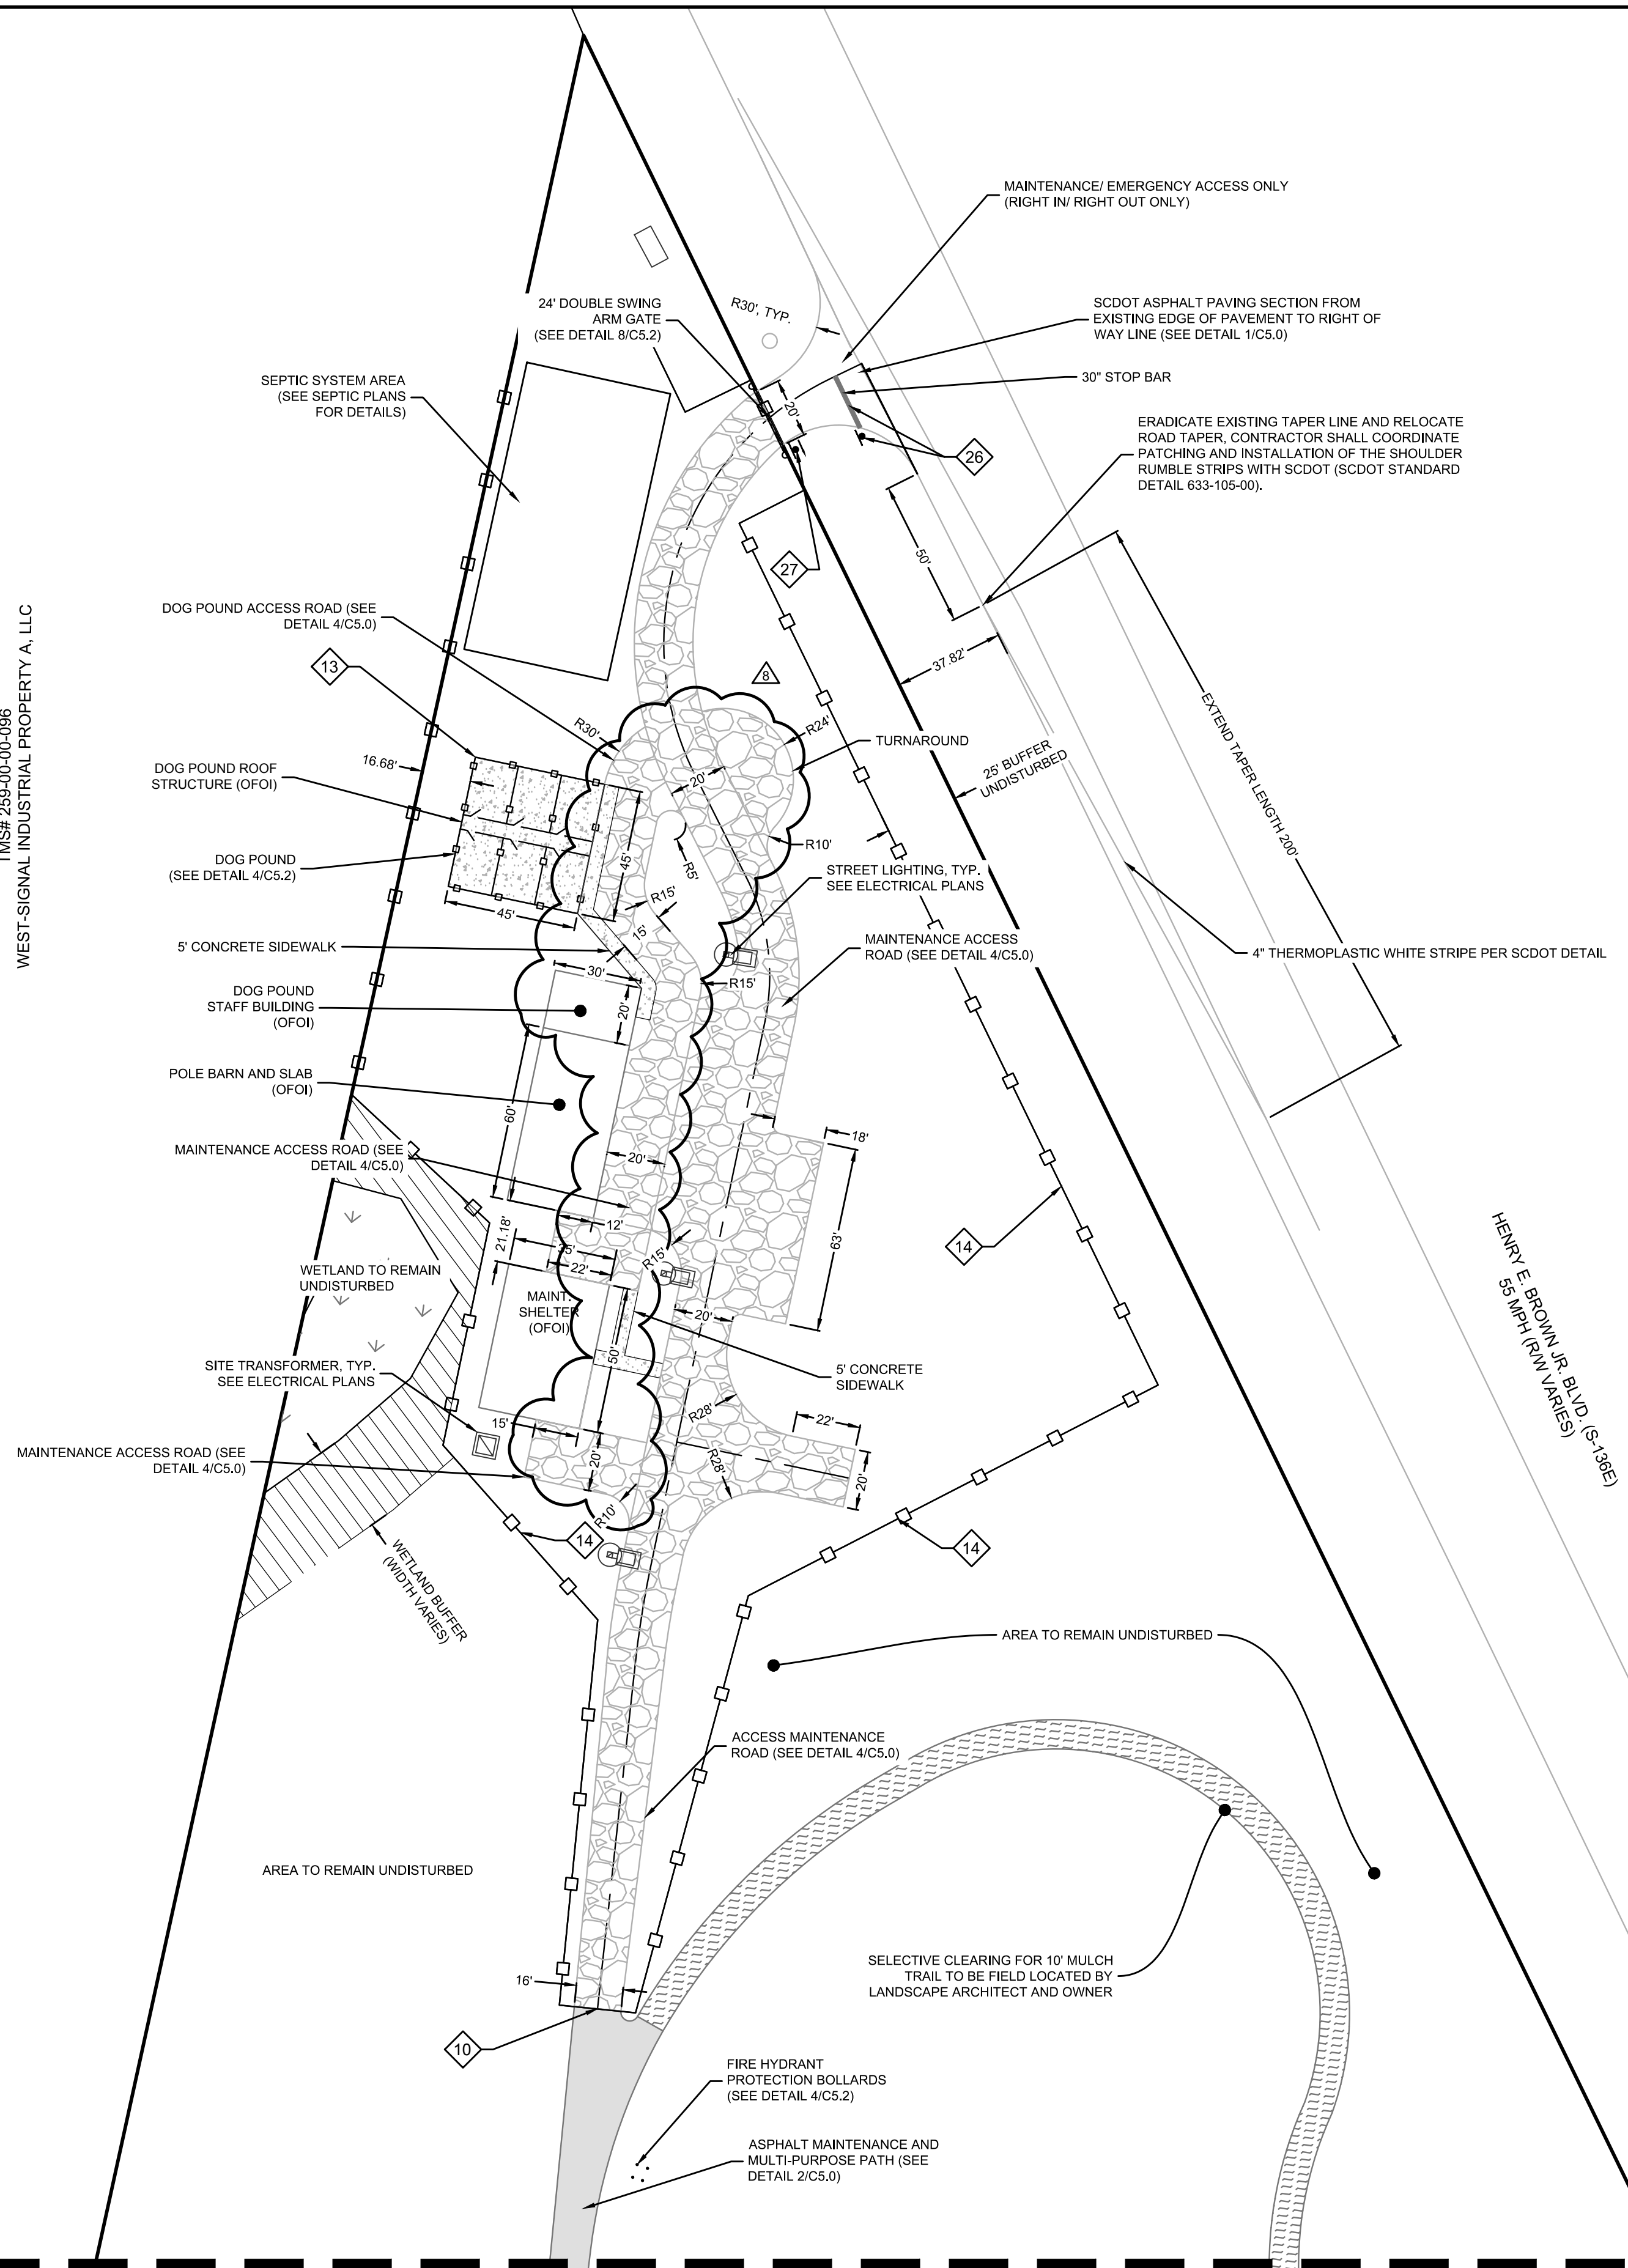 MAINTENANCE/ EMERGENCY ACCESS ONLY
(RIGHT IN/ RIGHT OUT ONLY)
24' DOUBLE SWING
ARM GATE
(SEE DETAIL 8/C5.2)
R30', TYP.
SCDOT ASPHALT PAVING SECTION FROM
EXISTING EDGE OF PAVEMENT TO RIGHT OF
WAY LINE (SEE DETAIL 1/C5.0)
SEPTIC SYSTEM AREA
(SEE SEPTIC PLANS
FOR DETAILS)
30" STOP BAR
20'
ERADICATE EXISTING TAPER LINE AND RELOCATE
ROAD TAPER, CONTRACTOR SHALL COORDINATE
PATCHING AND INSTALLATION OF THE SHOULDER
RUMBLE STRIPS WITH SCDOT (SCDOT STANDARD
DETAIL 633-105-00).
26
27
50'
TMS# 259-00-00-096
WEST-SIGNAL INDUSTRIAL PROPERTY A, LLC
DOG POUND ACCESS ROAD (SEE
DETAIL 4/C5.0)
13
8
37.82'
EXTEND TAPER LENGTH 200'
R30'
R24'
TURNAROUND
25' BUFFER
UNDISTURBED
16.68'
DOG POUND ROOF
STRUCTURE (OFOI)
20'
R10'
DOG POUND
(SEE DETAIL 4/C5.2)
45'
R5'
STREET LIGHTING, TYP.
SEE ELECTRICAL PLANS
45'
R15'
15'
5' CONCRETE SIDEWALK
MAINTENANCE ACCESS
ROAD (SEE DETAIL 4/C5.0)
4" THERMOPLASTIC WHITE STRIPE PER SCDOT DETAIL
30'
R15'
DOG POUND
STAFF BUILDING
(OFOI)
20'
POLE BARN AND SLAB
(OFOI)
60'
MAINTENANCE ACCESS ROAD (SEE
DETAIL 4/C5.0)
20'
18'
12'
21.18'
35'
22'
R15'
63'
14
HENRY E. BROWN JR. BLVD. (S-136E)
55 MPH (R/W VARIES)
WETLAND TO REMAIN
UNDISTURBED
MAINT.
SHELTER
(OFOI)
20'
50'
5' CONCRETE
SIDEWALK
SITE TRANSFORMER, TYP.
SEE ELECTRICAL PLANS
R28'
22'
15'
MAINTENANCE ACCESS ROAD (SEE
DETAIL 4/C5.0)
20'
R28'
20'
R10'
14
14
WETLAND BUFFER
(WIDTH VARIES)
AREA TO REMAIN UNDISTURBED
ACCESS MAINTENANCE
ROAD (SEE DETAIL 4/C5.0)
AREA TO REMAIN UNDISTURBED
SELECTIVE CLEARING FOR 10' MULCH
TRAIL TO BE FIELD LOCATED BY
LANDSCAPE ARCHITECT AND OWNER
16'
10
FIRE HYDRANT
PROTECTION BOLLARDS
(SEE DETAIL 4/C5.2)
ASPHALT MAINTENANCE AND
MULTI-PURPOSE PATH (SEE
DETAIL 2/C5.0)